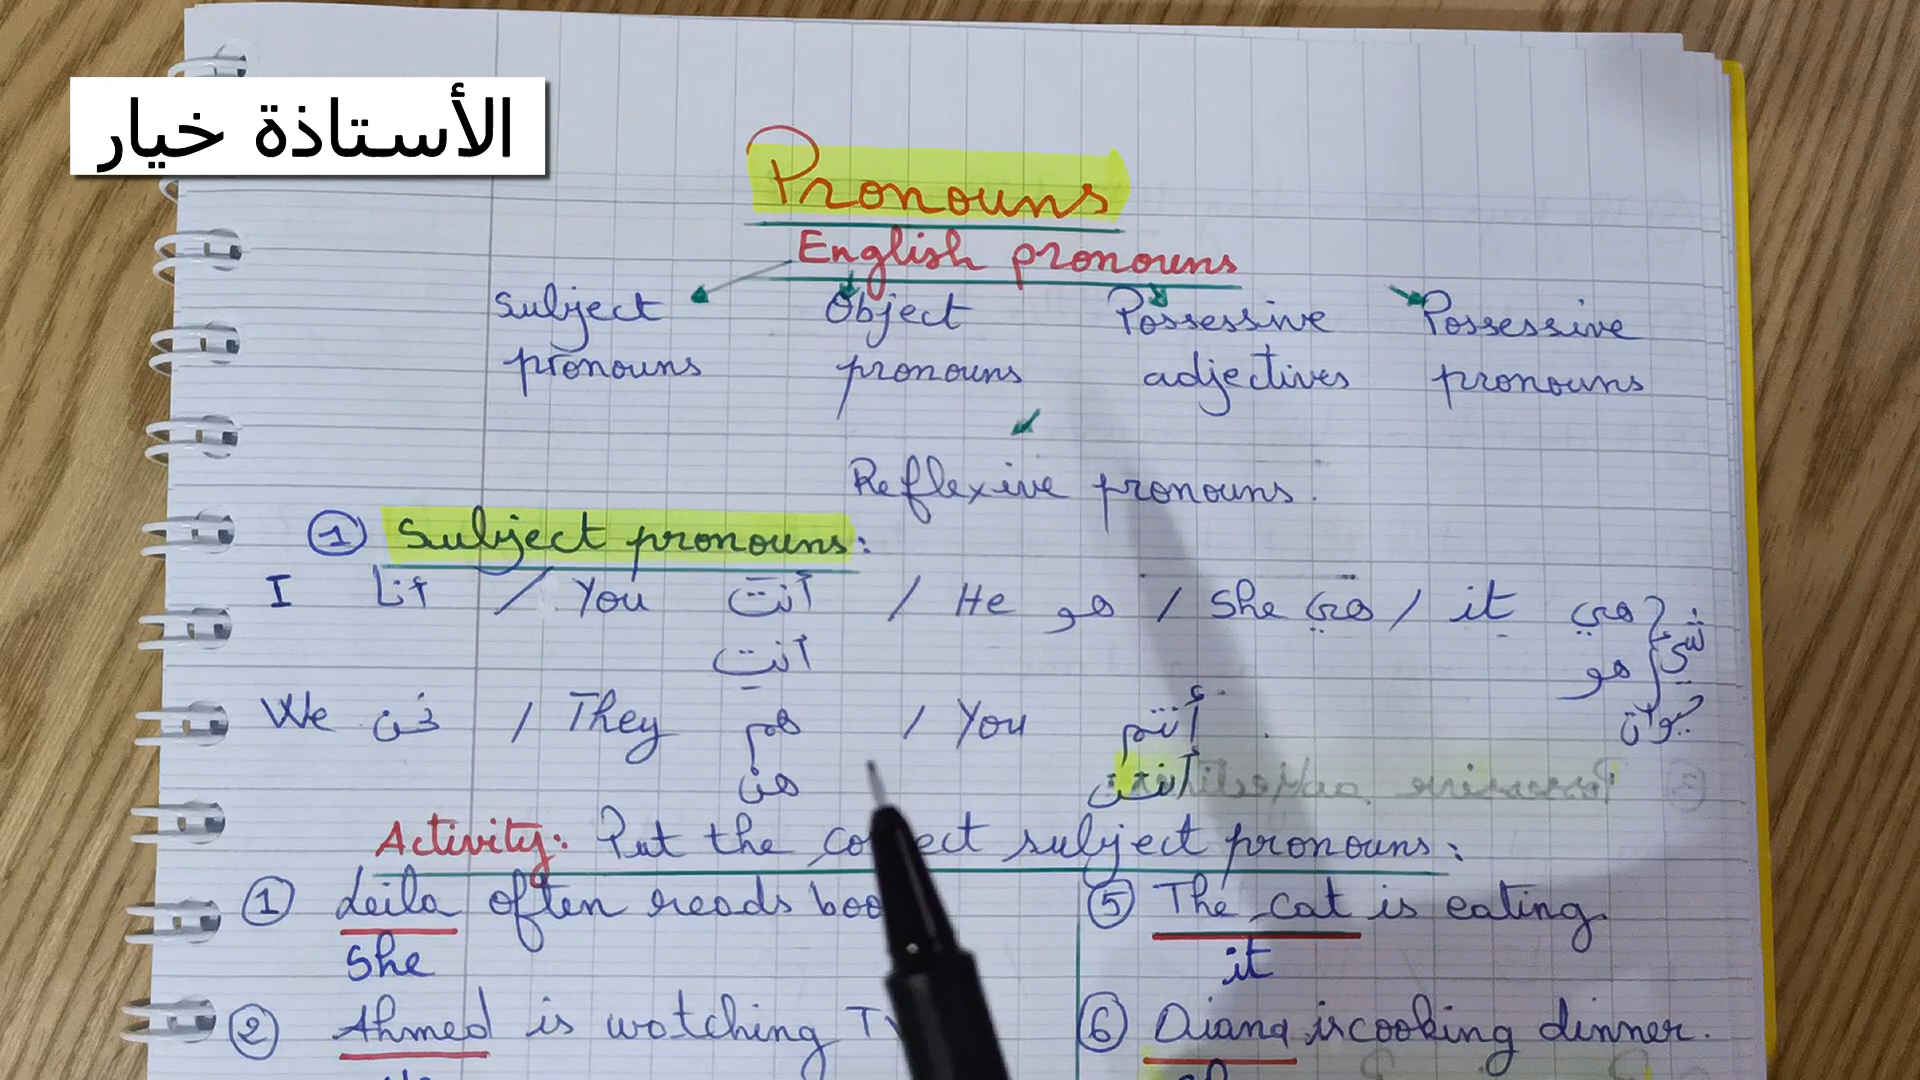 الأستاذة خيار
Pronouns
English pronouns
Subject pronouns
Object pronouns
Possessive adjectives
Possessive pronouns
Reflexive pronouns.
① Subject pronouns:
I أنا / You أنتَ / He هو / She هي / it هي
أنتِ هو شيء
We نحن / They هم / You أنتم . حيوان
هن أنتن
Activity: Put the correct subject pronouns:
① Leila often reads
She
② Ahmed is watching
⑤ The cat is eating.
it
⑥ Diana is cooking dinner.